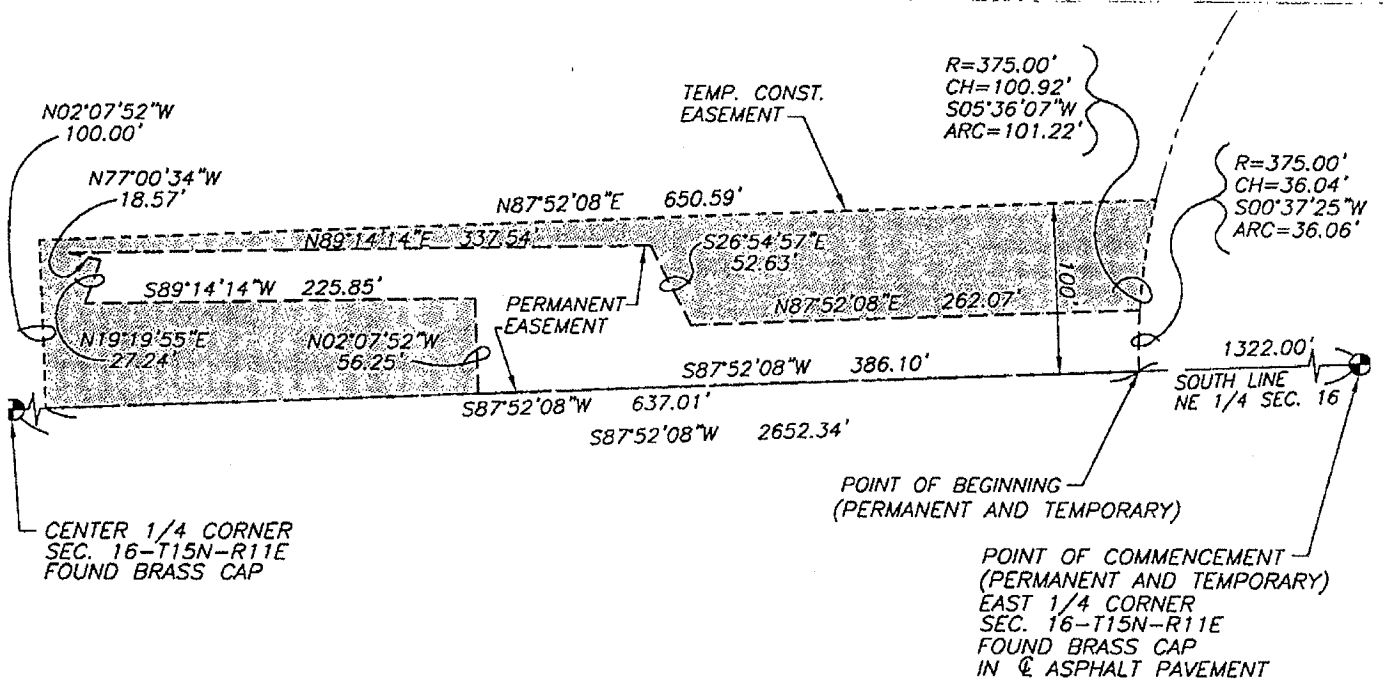 R=375.00'
CH=100.92'
S05°36'07"W
ARC=101.22'
TEMP. CONST.
EASEMENT
N02°07'52"W
100.00'
R=375.00'
CH=36.04'
S00°37'25"W
ARC=36.06'
N77°00'34"W
18.57'
N87°52'08"E 650.59'
N89°14'14"E 337.54'
S26°54'57"E
52.63'
100'
S89°14'14"W 225.85'
PERMANENT
EASEMENT
N87°52'08"E 262.07'
N19°19'55"E
27.24'
N02°07'52"W
56.25'
S87°52'08"W 386.10'
1322.00'
SOUTH LINE
NE 1/4 SEC. 16
S87°52'08"W 637.01'
S87°52'08"W 2652.34'
POINT OF BEGINNING
(PERMANENT AND TEMPORARY)
CENTER 1/4 CORNER
SEC. 16-T15N-R11E
FOUND BRASS CAP
POINT OF COMMENCEMENT
(PERMANENT AND TEMPORARY)
EAST 1/4 CORNER
SEC. 16-T15N-R11E
FOUND BRASS CAP
IN ℄ ASPHALT PAVEMENT